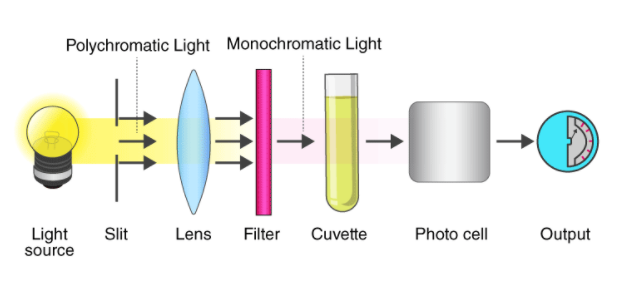 Polychromatic Light
Monochromatic Light
Light
source
Slit
Lens
Filter
Cuvette
Photo cell
Output